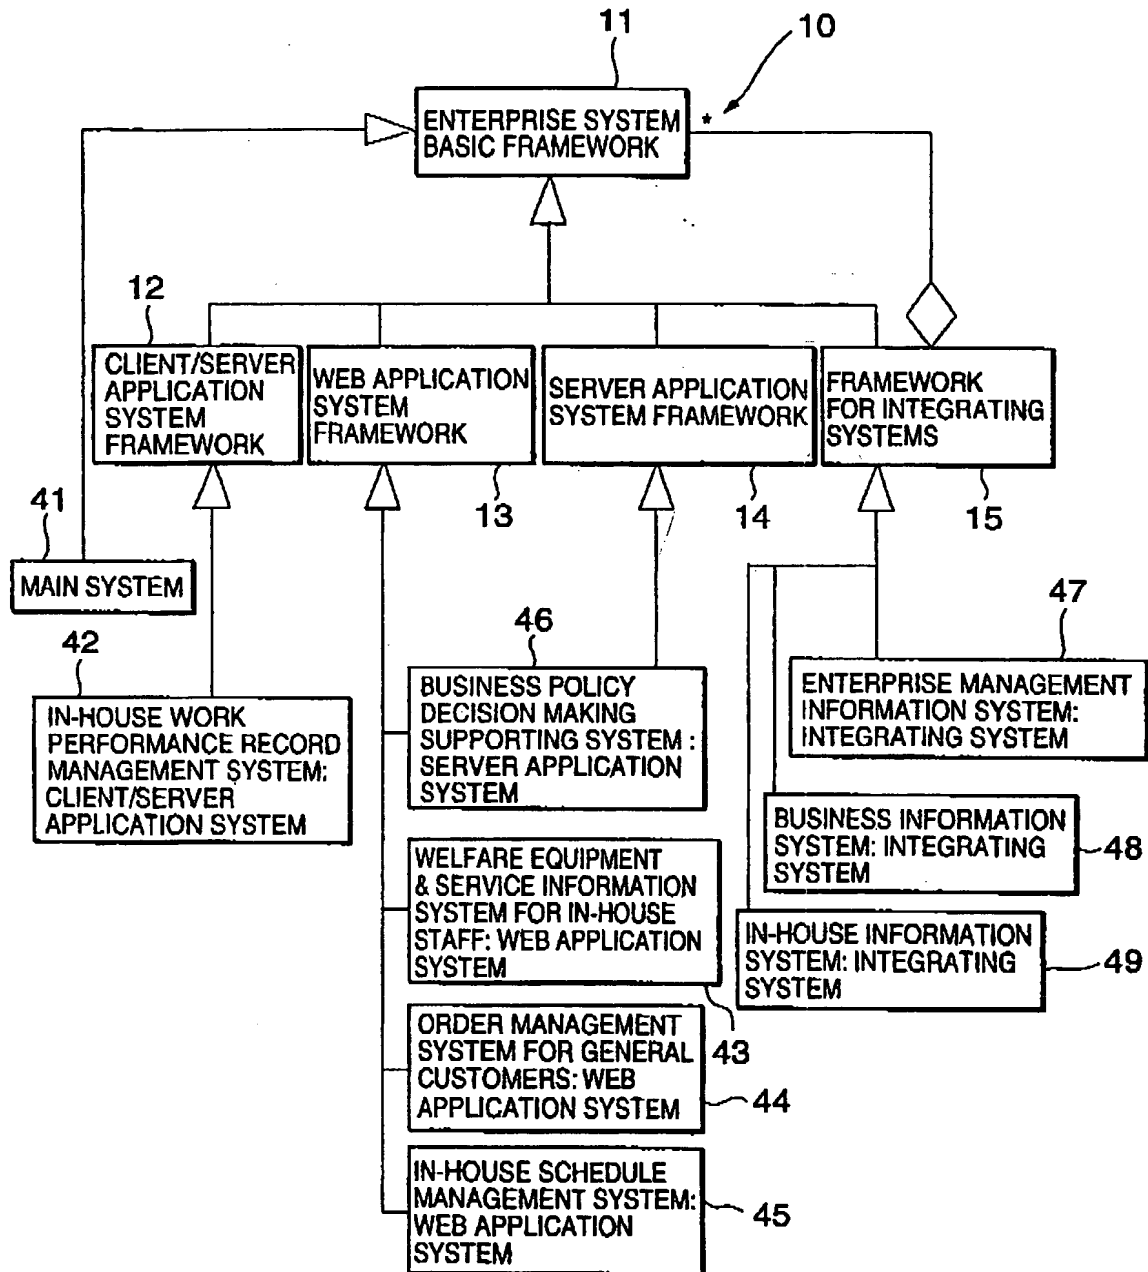 11
10
ENTERPRISE SYSTEM
BASIC FRAMEWORK
*
12
CLIENT/SERVER
APPLICATION
SYSTEM
FRAMEWORK
WEB APPLICATION
SYSTEM
FRAMEWORK
SERVER APPLICATION
SYSTEM FRAMEWORK
FRAMEWORK
FOR INTEGRATING
SYSTEMS
13
14
15
41
MAIN SYSTEM
42
IN-HOUSE WORK
PERFORMANCE RECORD
MANAGEMENT SYSTEM:
CLIENT/SERVER
APPLICATION SYSTEM
46
BUSINESS POLICY
DECISION MAKING
SUPPORTING SYSTEM :
SERVER APPLICATION
SYSTEM
47
ENTERPRISE MANAGEMENT
INFORMATION SYSTEM:
INTEGRATING SYSTEM
BUSINESS INFORMATION
SYSTEM: INTEGRATING
SYSTEM
48
WELFARE EQUIPMENT
& SERVICE INFORMATION
SYSTEM FOR IN-HOUSE
STAFF: WEB APPLICATION
SYSTEM
43
IN-HOUSE INFORMATION
SYSTEM: INTEGRATING
SYSTEM
49
ORDER MANAGEMENT
SYSTEM FOR GENERAL
CUSTOMERS: WEB
APPLICATION SYSTEM
44
IN-HOUSE SCHEDULE
MANAGEMENT SYSTEM:
WEB APPLICATION
SYSTEM
45